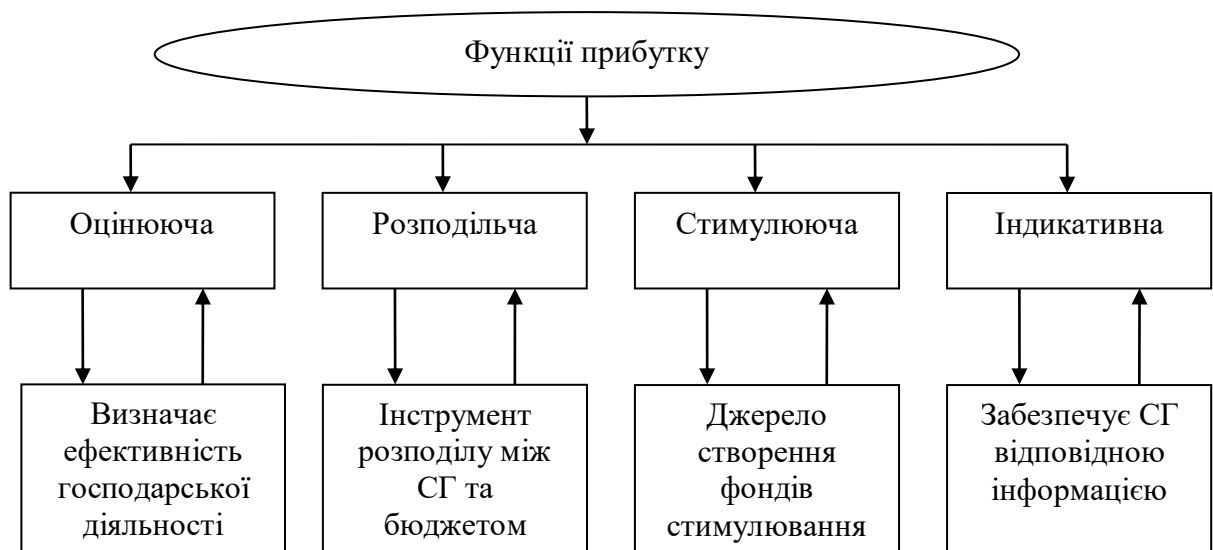 Функції прибутку
Оцінююча
Розподільча
Стимулююча
Індикативна
Визначає
ефективність
господарської
діяльності
Інструмент
розподілу між
СГ та
бюджетом
Джерело
створення
фондів
стимулювання
Забезпечує СГ
відповідною
інформацією